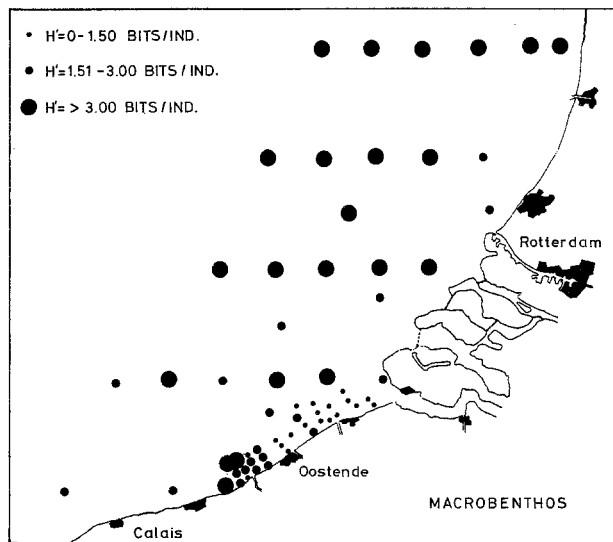 H'=0-1.50 BITS/IND.
H'=1.51-3.00 BITS/IND.
H'=>3.00 BITS/IND.
Rotterdam
Oostende
MACROBENTHOS
Calais